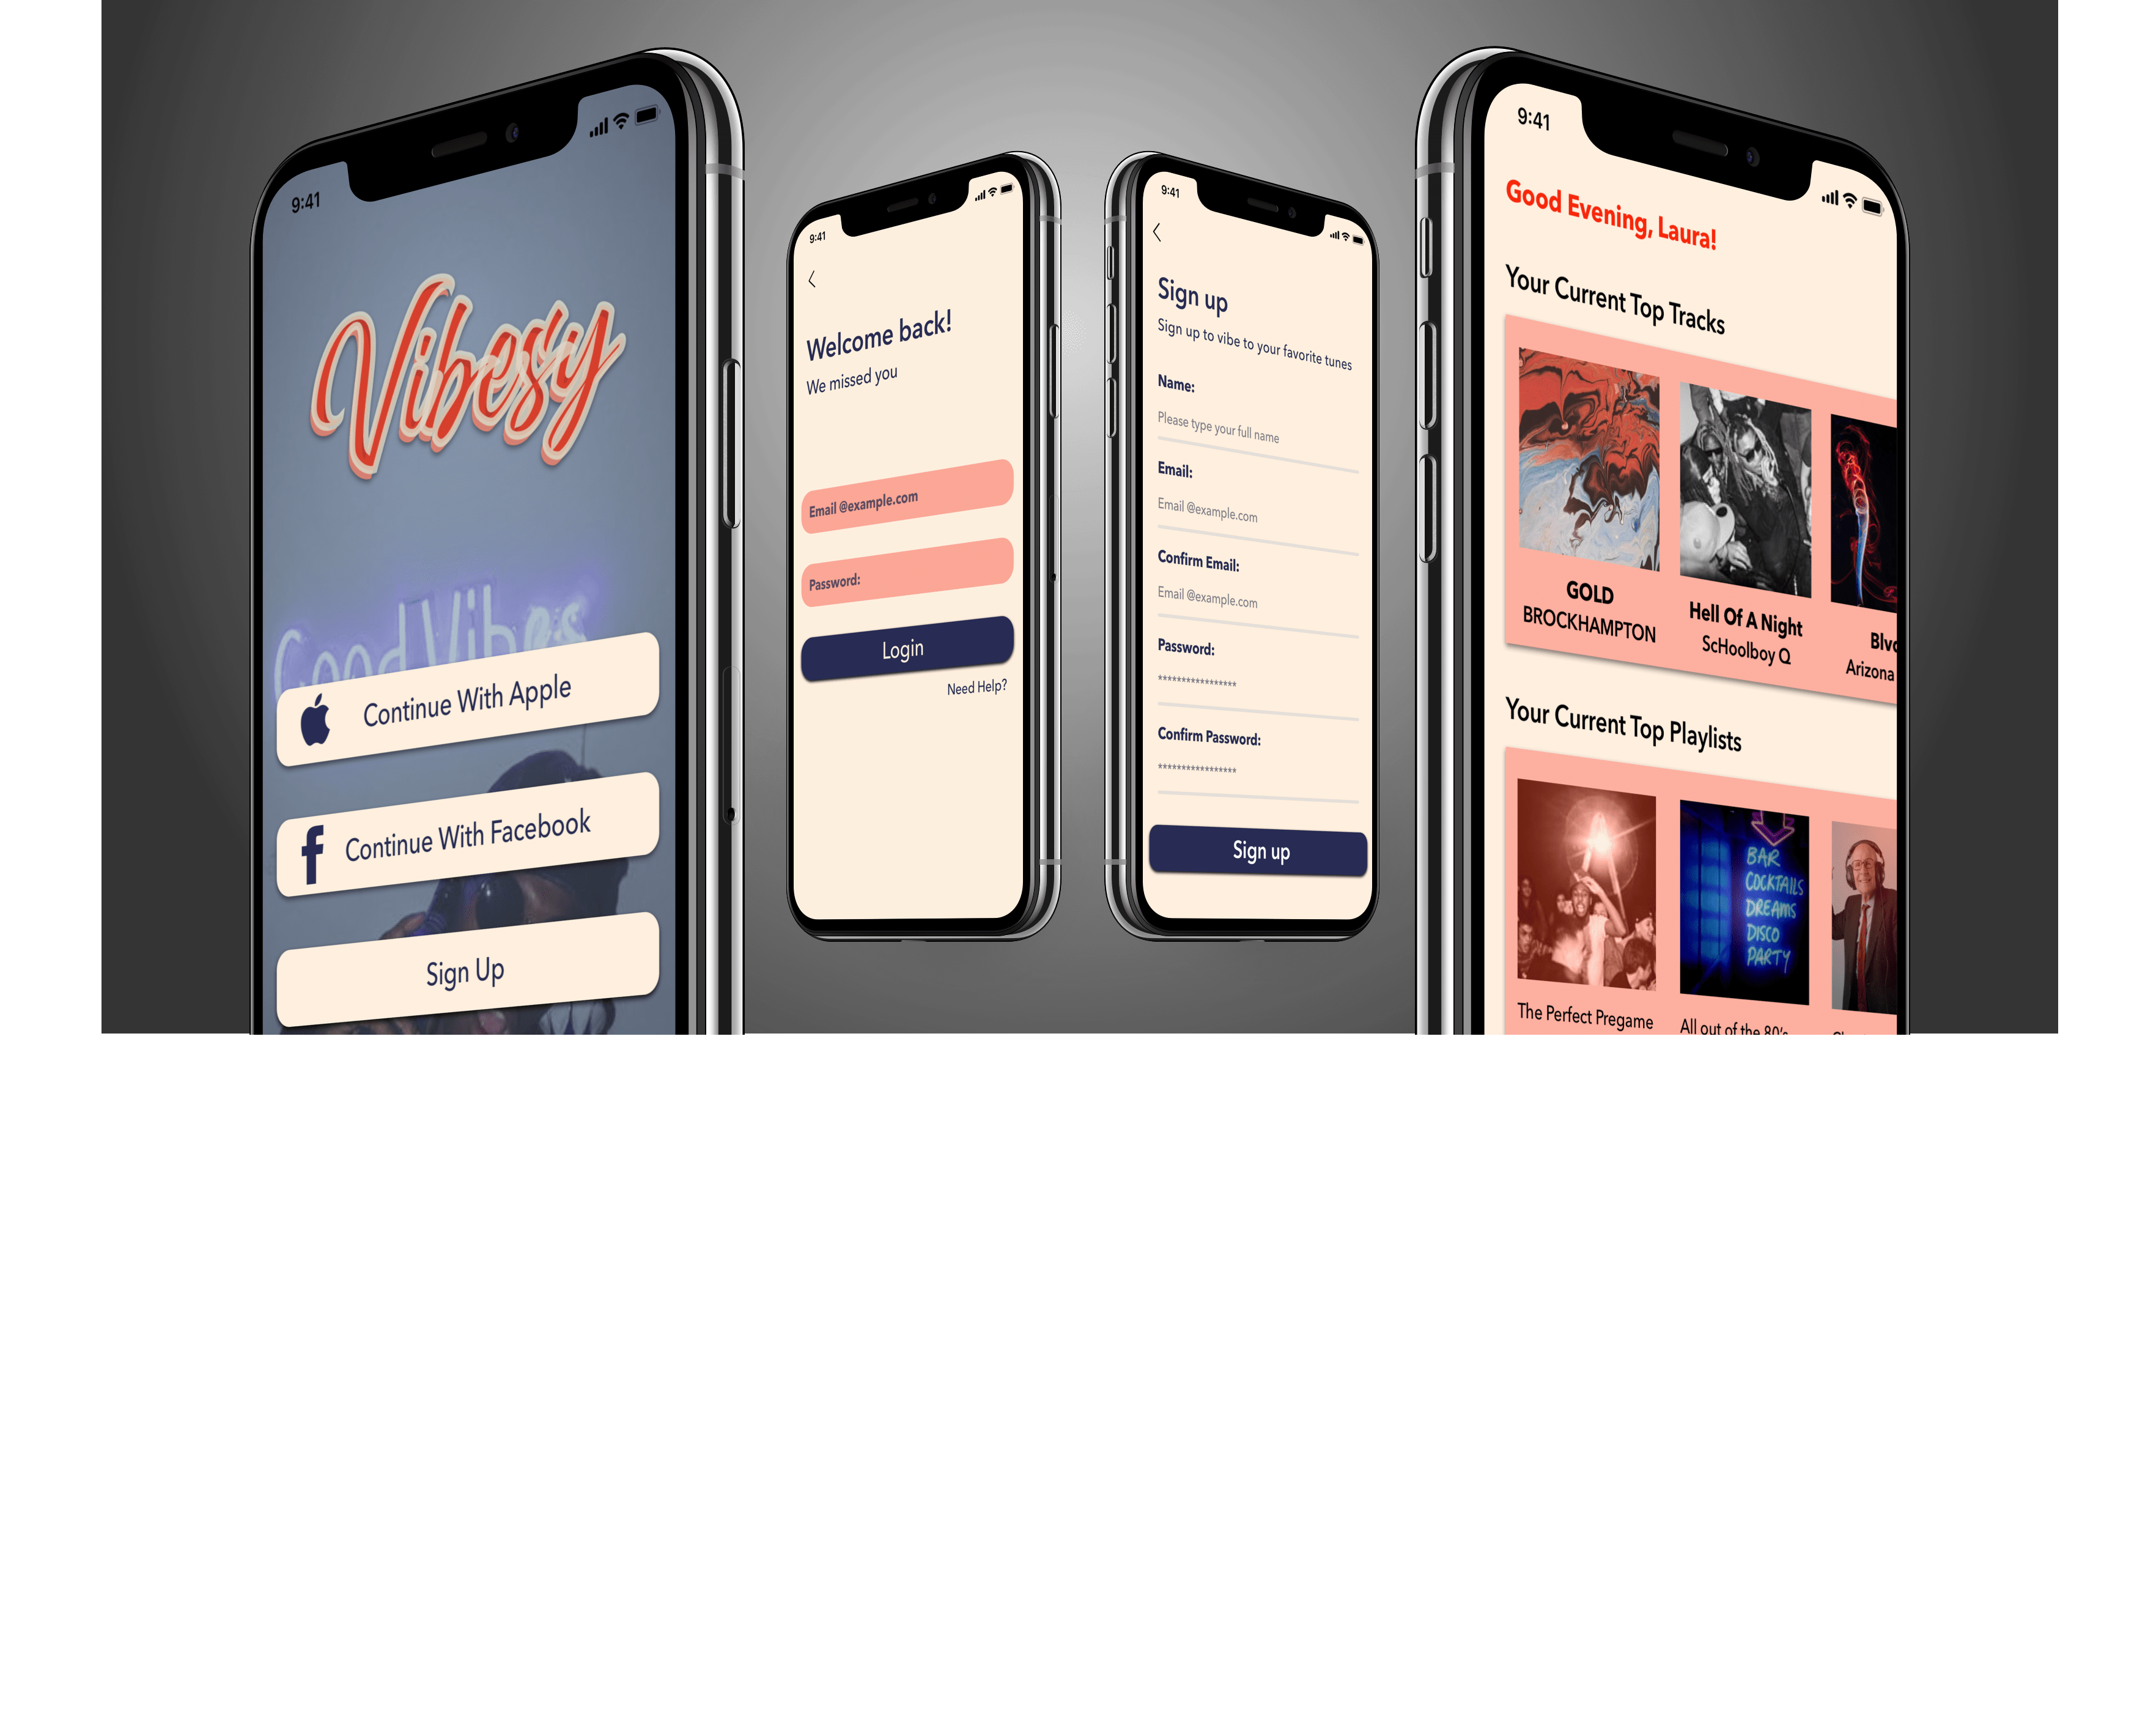 9:41
Vibesy
Good Vibes
Continue With Apple
Continue With Facebook
Sign Up
9:41
Welcome back!
We missed you
Email @example.com
Password:
Login
Need Help?
9:41
Sign up
Sign up to vibe to your favorite tunes
Name:
Please type your full name
Email:
Email @example.com
Confirm Email:
Email @example.com
Password:
*****************
Confirm Password:
*****************
Sign up
9:41
Good Evening, Laura!
Your Current Top Tracks
GOLD
BROCKHAMPTON
Hell Of A Night
ScHoolboy Q
Arizona
Your Current Top Playlists
BAR
COCKTAILS
DREAMS
DISCO
PARTY
The Perfect Pregame
All out of the 80's